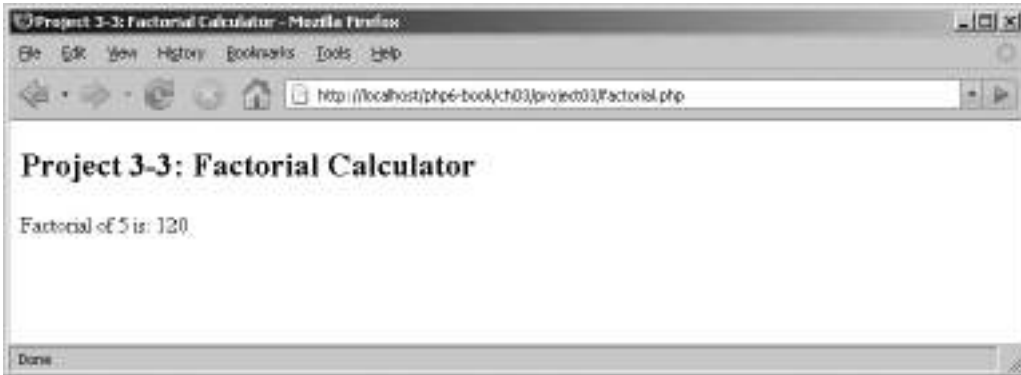 Project 3-3: Factorial Calculator - Mozilla Firefox
File Edit View History Bookmarks Tools Help
http://localhost/php6-book/ch03/project03/factorial.php
Project 3-3: Factorial Calculator
Factorial of 5 is: 120
Done